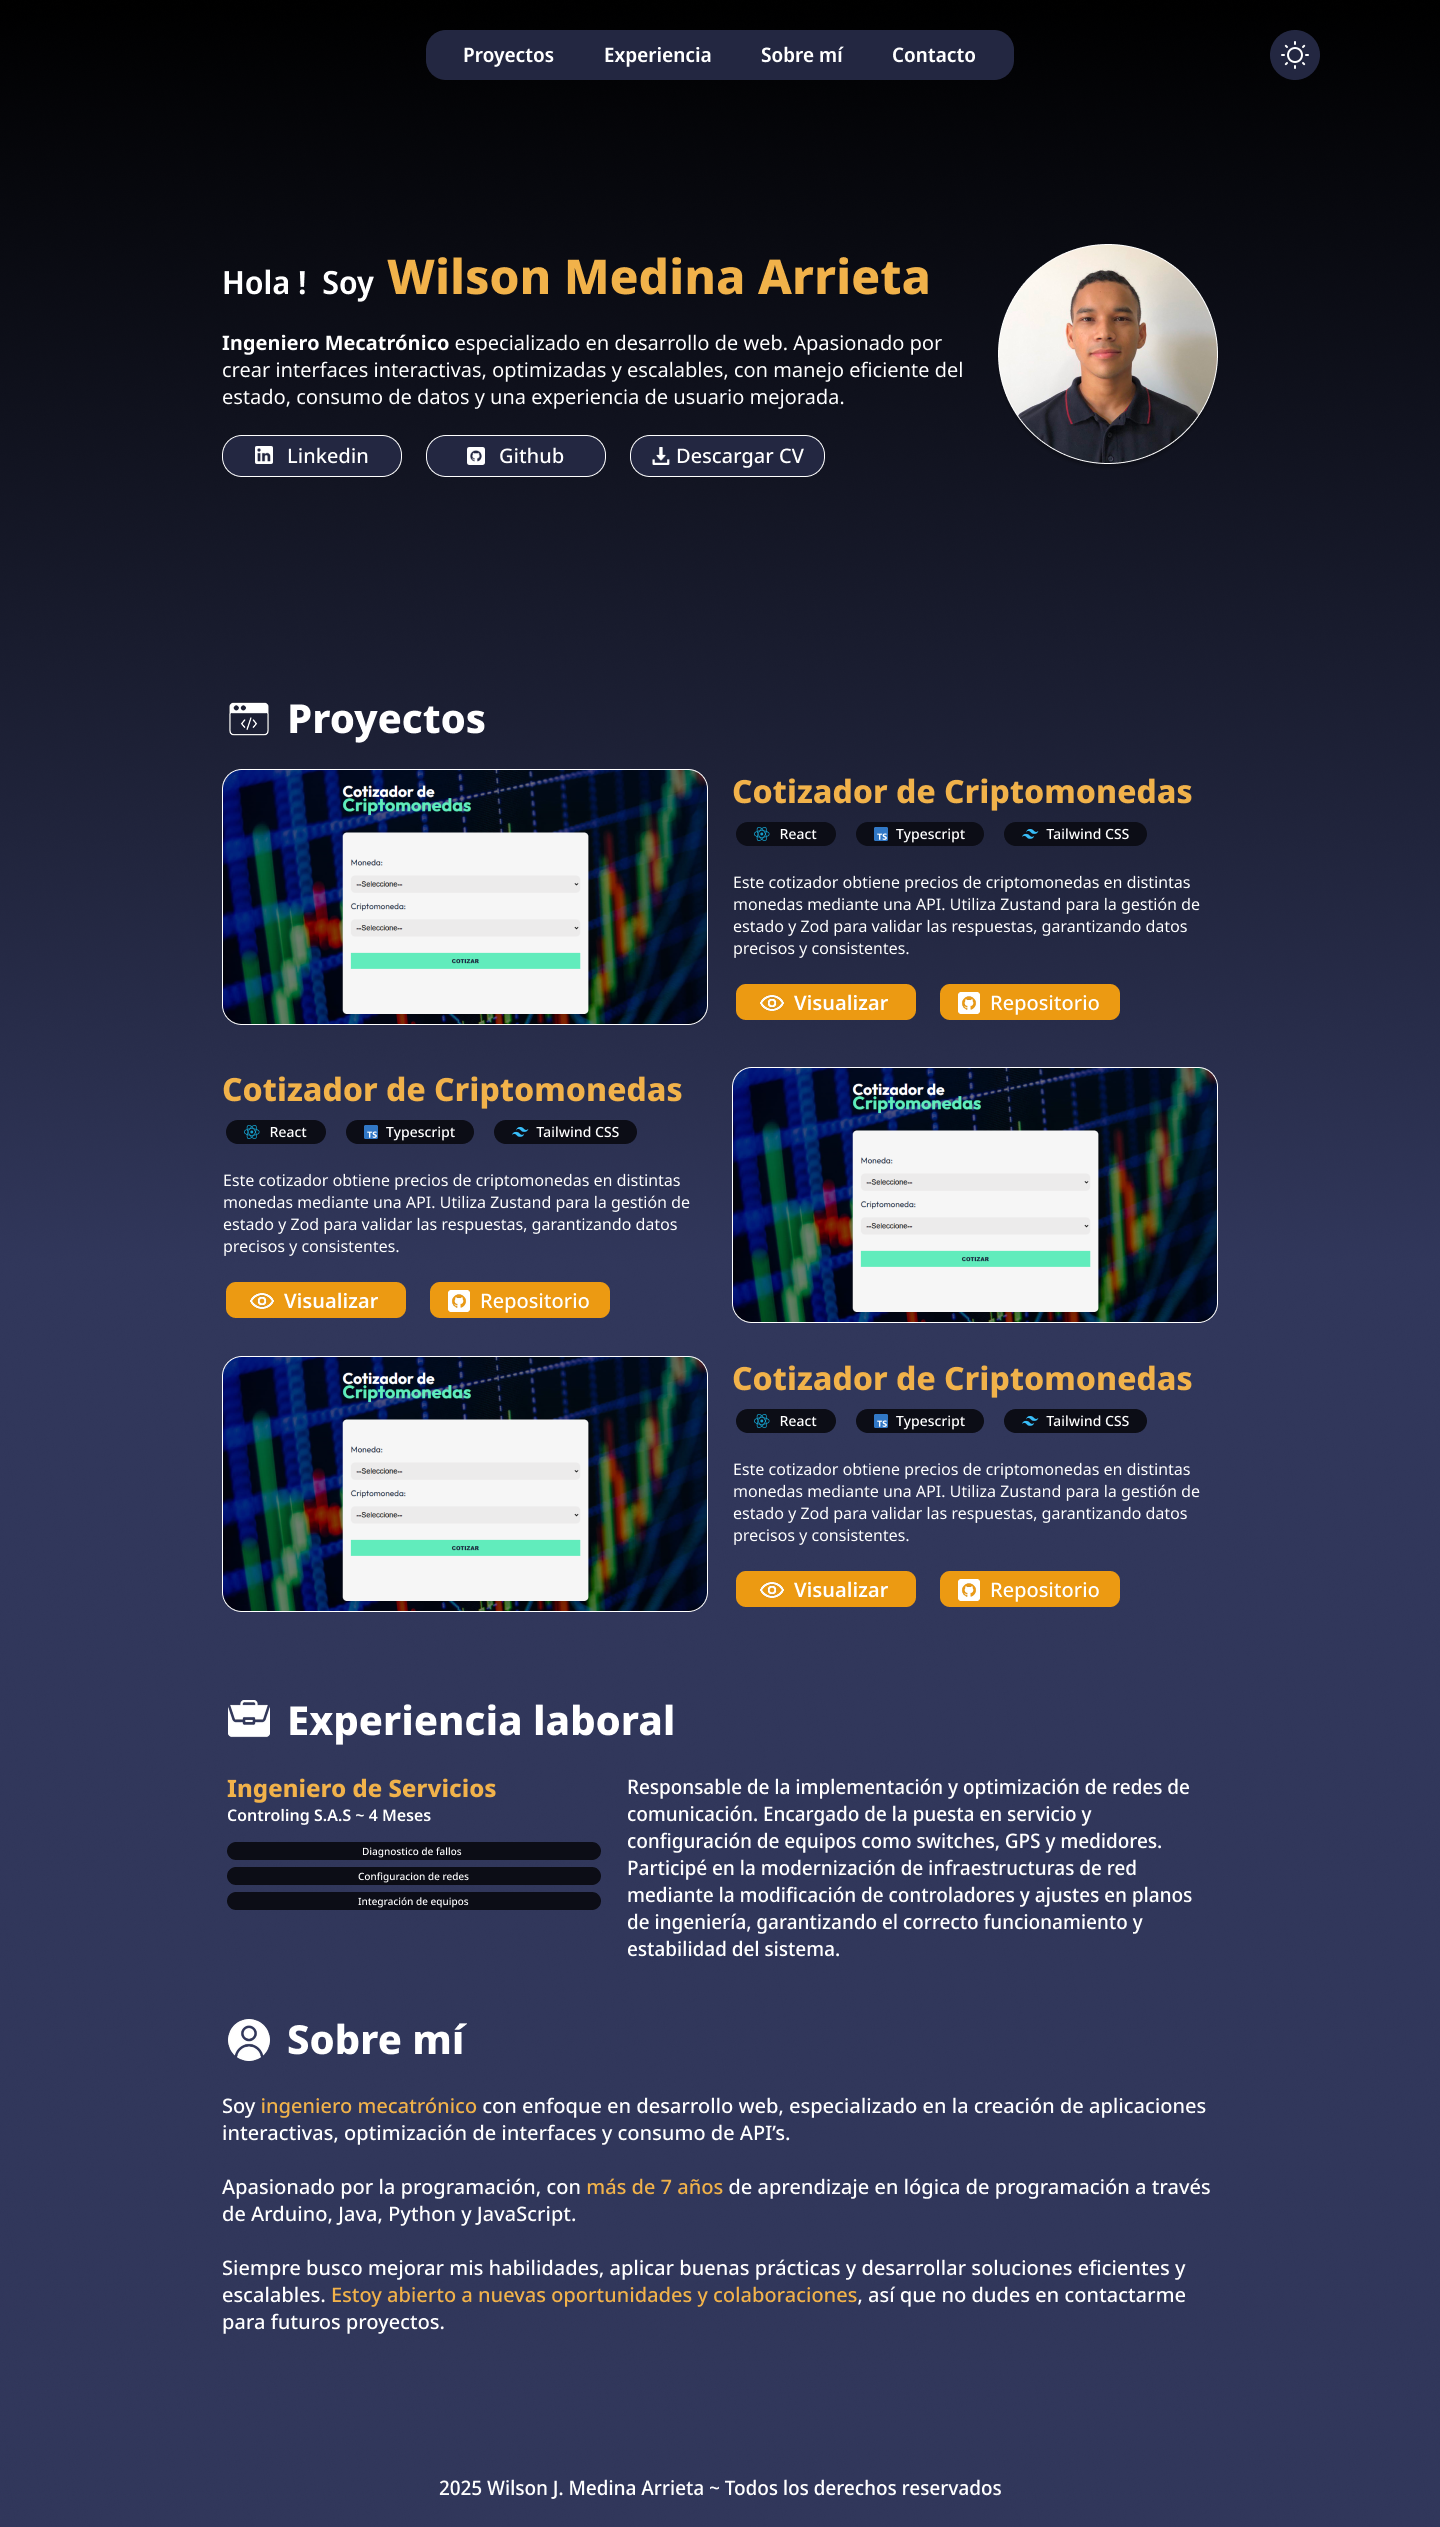 Proyectos Experiencia Sobre mí Contacto
Hola ! Soy Wilson Medina Arrieta
Ingeniero Mecatrónico especializado en desarrollo de web. Apasionado por
crear interfaces interactivas, optimizadas y escalables, con manejo eficiente del
estado, consumo de datos y una experiencia de usuario mejorada.
Linkedin Github Descargar CV
Proyectos
Cotizador de
Criptomonedas
Moneda:
--Seleccione--
Criptomoneda:
--Seleccione--
COTIZAR
Cotizador de Criptomonedas
React TS Typescript Tailwind CSS
Este cotizador obtiene precios de criptomonedas en distintas
monedas mediante una API. Utiliza Zustand para la gestión de
estado y Zod para validar las respuestas, garantizando datos
precisos y consistentes.
Visualizar Repositorio
Cotizador de Criptomonedas
React TS Typescript Tailwind CSS
Este cotizador obtiene precios de criptomonedas en distintas
monedas mediante una API. Utiliza Zustand para la gestión de
estado y Zod para validar las respuestas, garantizando datos
precisos y consistentes.
Visualizar Repositorio
Cotizador de
Criptomonedas
Moneda:
--Seleccione--
Criptomoneda:
--Seleccione--
COTIZAR
Cotizador de
Criptomonedas
Moneda:
--Seleccione--
Criptomoneda:
--Seleccione--
COTIZAR
Cotizador de Criptomonedas
React TS Typescript Tailwind CSS
Este cotizador obtiene precios de criptomonedas en distintas
monedas mediante una API. Utiliza Zustand para la gestión de
estado y Zod para validar las respuestas, garantizando datos
precisos y consistentes.
Visualizar Repositorio
Experiencia laboral
Ingeniero de Servicios
Controling S.A.S ~ 4 Meses
Diagnostico de fallos
Configuracion de redes
Integración de equipos
Responsable de la implementación y optimización de redes de
comunicación. Encargado de la puesta en servicio y
configuración de equipos como switches, GPS y medidores.
Participé en la modernización de infraestructuras de red
mediante la modificación de controladores y ajustes en planos
de ingeniería, garantizando el correcto funcionamiento y
estabilidad del sistema.
Sobre mí
Soy ingeniero mecatrónico con enfoque en desarrollo web, especializado en la creación de aplicaciones
interactivas, optimización de interfaces y consumo de API’s.
Apasionado por la programación, con más de 7 años de aprendizaje en lógica de programación a través
de Arduino, Java, Python y JavaScript.
Siempre busco mejorar mis habilidades, aplicar buenas prácticas y desarrollar soluciones eficientes y
escalables. Estoy abierto a nuevas oportunidades y colaboraciones, así que no dudes en contactarme
para futuros proyectos.
2025 Wilson J. Medina Arrieta ~ Todos los derechos reservados